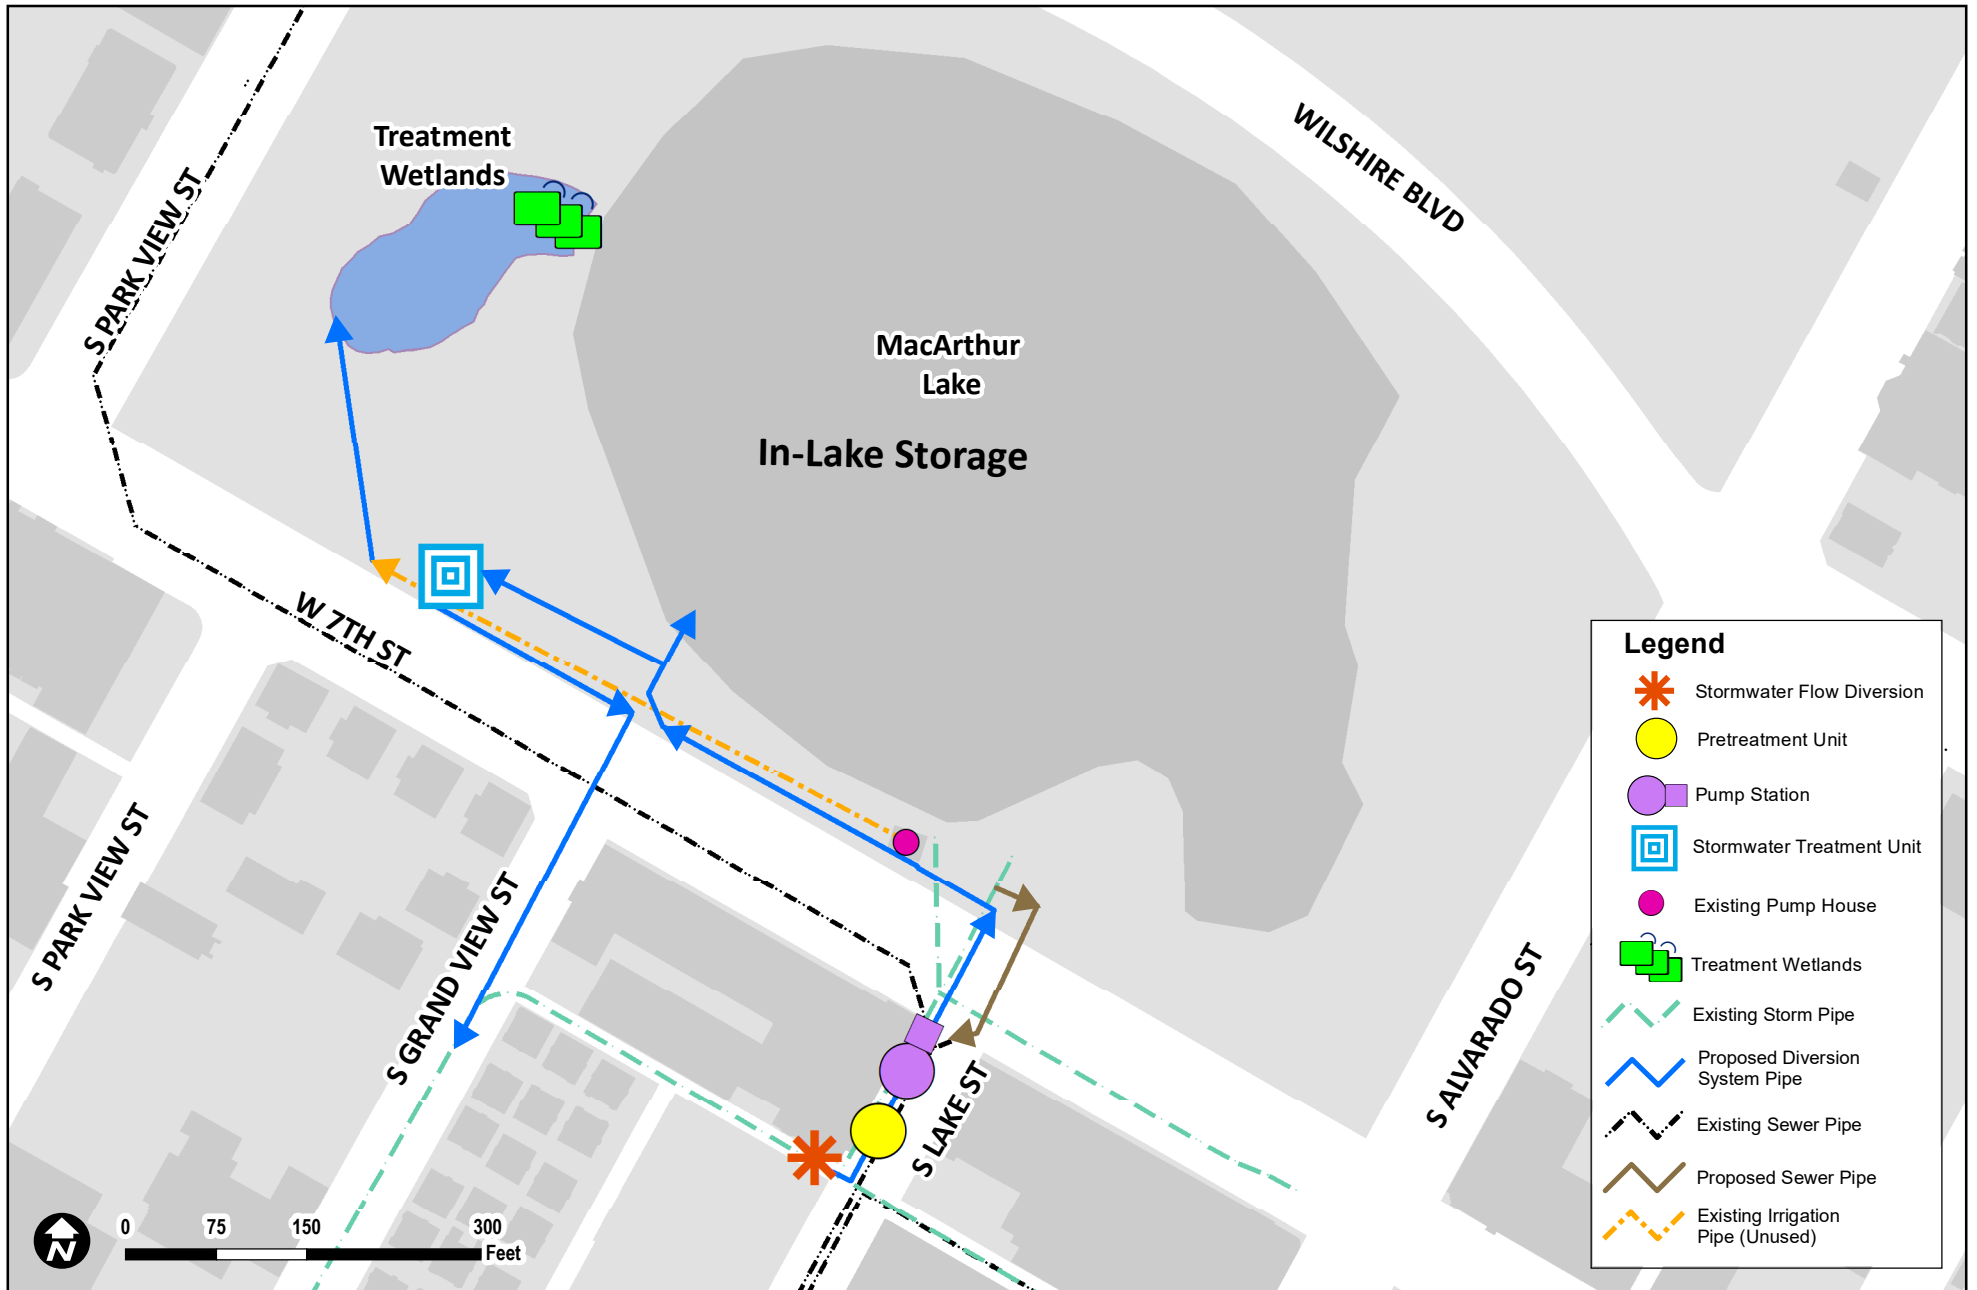 Treatment
Wetlands
WILSHIRE BLVD
S PARK VIEW ST
MacArthur
Lake
In-Lake Storage
W 7TH ST
S PARK VIEW ST
S GRAND VIEW ST
S LAKE ST
S ALVARADO ST
Legend
Stormwater Flow Diversion
Pretreatment Unit
Pump Station
Stormwater Treatment Unit
Existing Pump House
Treatment Wetlands
Existing Storm Pipe
Proposed Diversion
System Pipe
Existing Sewer Pipe
Proposed Sewer Pipe
Existing Irrigation
Pipe (Unused)
N
0 75 150 300
Feet